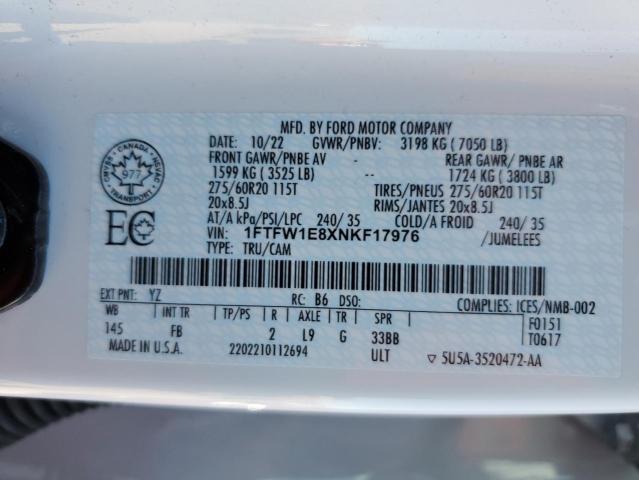 MFD. BY FORD MOTOR COMPANY
DATE: 10/22 GVWR/PNBV: 3198 KG ( 7050 LB)
FRONT GAWR/PNBE AV REAR GAWR/ PNBE AR
1599 KG ( 3525 LB) 1724 KG ( 3800 LB)
275/60R20 115T TIRES/PNEUS 275/60R20 115T
20x8.5J RIMS/JANTES 20x8.5J
AT/A kPa/PSI/LPC 240/ 35 COLD/A FROID 240/ 35
VIN: 1FTFW1E8XNKF17976 /JUMELEES
TYPE: TRU/CAM
CANADA
CMVSS NSVAC
977
TRANSPORT
EC
EXT PNT: YZ RC: B6 DSO: COMPLIES: ICES/NMB-002
WB INT TR TP/PS R AXLE TR SPR F0151
145 FB 2 L9 G 33BB T0617
MADE IN U.S.A. 2202210112694 ULT ▽ 5U5A-3520472-AA